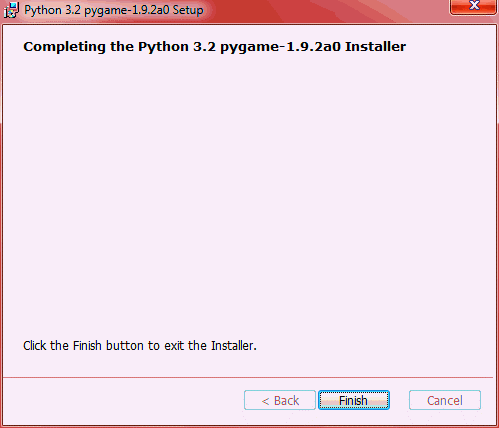 Python 3.2 pygame-1.9.2a0 Setup
Completing the Python 3.2 pygame-1.9.2a0 Installer
Click the Finish button to exit the Installer.
< Back Finish Cancel